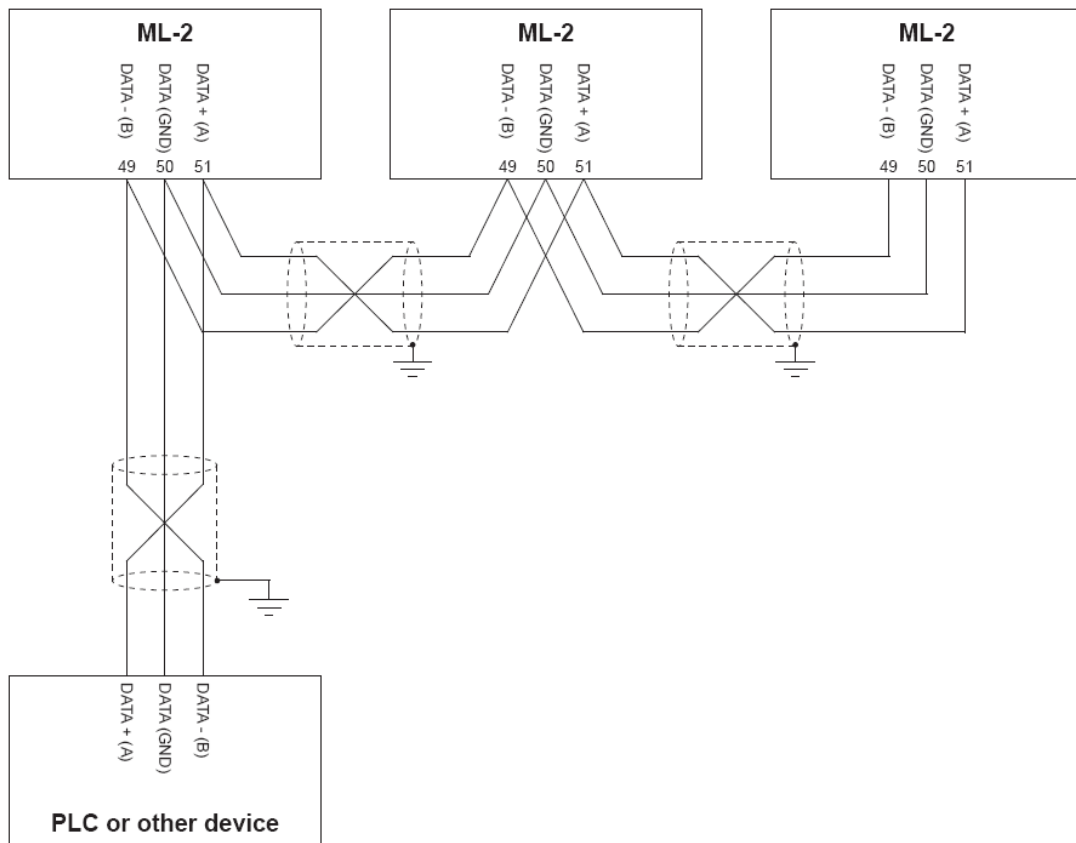 ML-2
DATA - (B)
DATA (GND)
DATA + (A)
49 50 51
ML-2
DATA - (B)
DATA (GND)
DATA + (A)
49 50 51
ML-2
DATA - (B)
DATA (GND)
DATA + (A)
49 50 51
DATA + (A)
DATA (GND)
DATA - (B)
PLC or other device